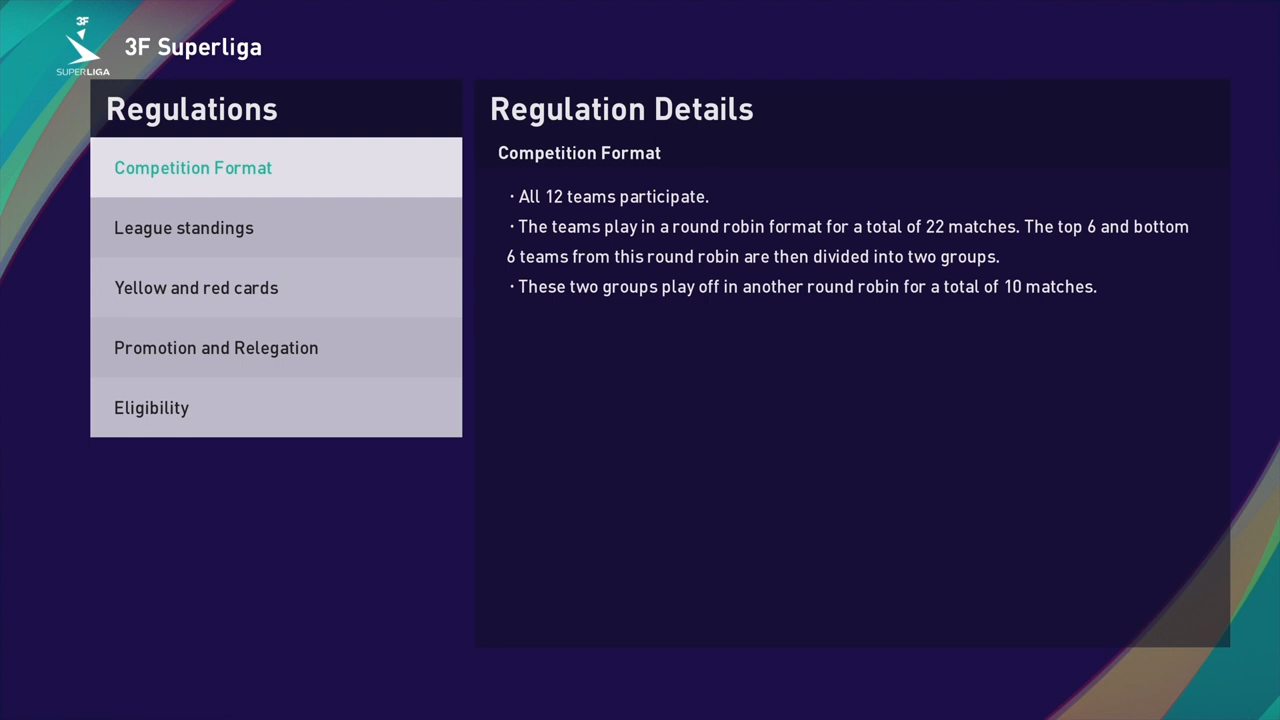 3F
SUPERLIGA
3F Superliga
Regulations
Competition Format
League standings
Yellow and red cards
Promotion and Relegation
Eligibility
Regulation Details
Competition Format
· All 12 teams participate.
· The teams play in a round robin format for a total of 22 matches. The top 6 and bottom
6 teams from this round robin are then divided into two groups.
· These two groups play off in another round robin for a total of 10 matches.